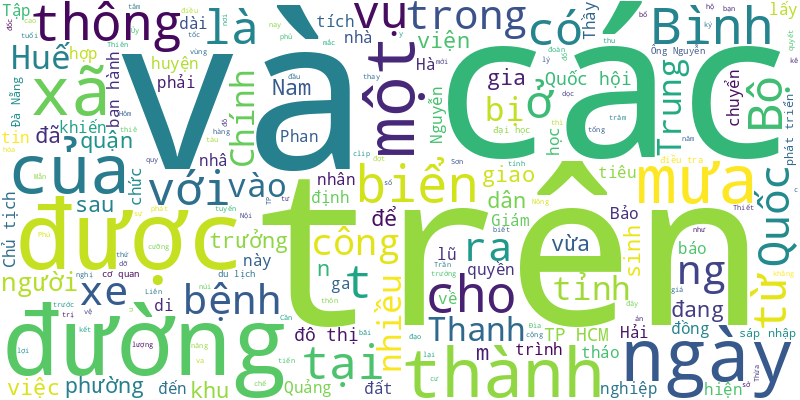 và
các
trên
được
đường
thành
ngày
của
xã
thông
là
vụ
trong
có
Bình
Bộ
một
mưa
biển
cho
ra
tại
công
với
vào
xe
bệnh
Quốc
từ
ng
ở
bị
Trung
Chính
Huế
Nam
quận
đã
sau
người
trưởng
nhiều
tỉnh
Thanh
để
t
n
m
giao
dân
khu
phường
việc
đô thị
Quảng
đất
đến
di
ga
này
định
nhân
Phan
nhà
tích
viện
gia
Hà
Nguyễn
Quốc hội
đại học
học
sinh
tiêu
chuyển
lấy
Thầy
Tập
dài
hợp
huyện
phải
ban hành
khiến
tin
Đà Nẵng
Chủ tịch
chức
cơ quan
du lịch
Giám
Bảo
báo
vừa
quyền
lũ
về
trình
TP HCM
Hải
tháo
đang
đồng
sáp nhập
nghiệp
hiện
điều tra
phát triển
Ông Nguyễn
clip